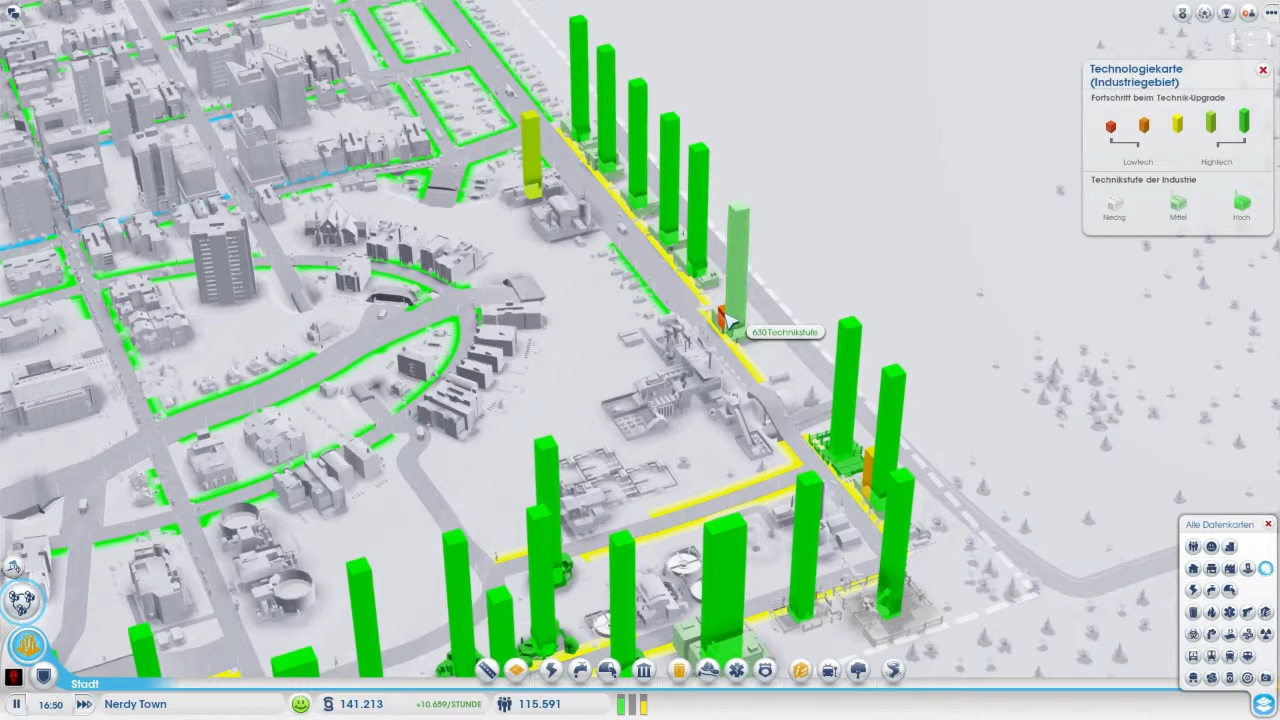 Technologiekarte
(Industriegebiet)
Fortschritt beim Technik-Upgrade
Lowtech Hightech
Technikstufe der Industrie
Niedrig Mittel Hoch
630 Technikstufe
Alle Datenkarten
Stadt
16:50 Nerdy Town 141.213 +10.659/STUNDE 115.591